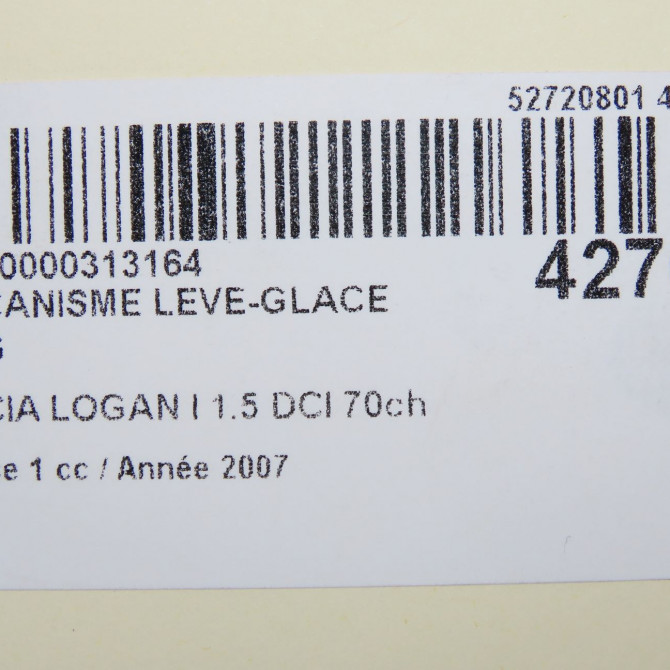 52720801 4
0000313164
427
CANISME LEVE-GLACE
G
CIA LOGAN I 1.5 DCI 70ch
e 1 cc / Année 2007